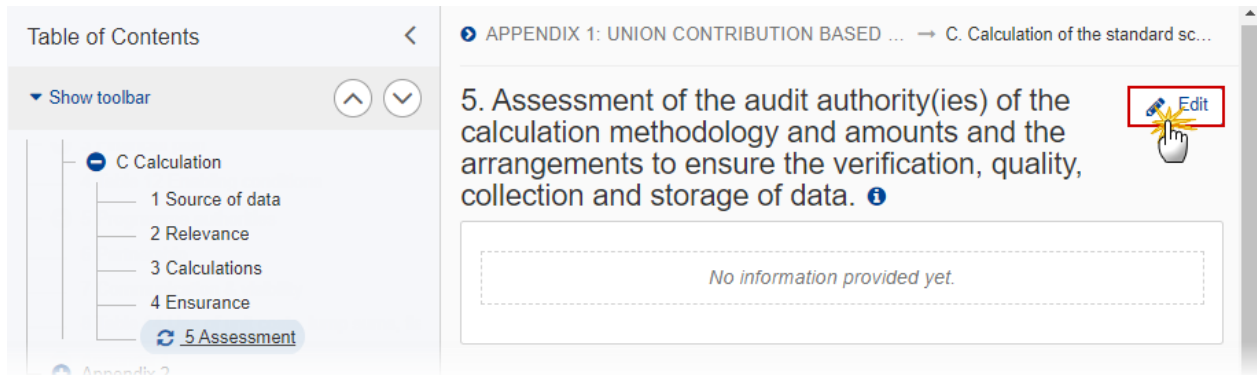 Table of Contents
APPENDIX 1: UNION CONTRIBUTION BASED ... → C. Calculation of the standard sc...
Show toolbar
5. Assessment of the audit authority(ies) of the
calculation methodology and amounts and the
arrangements to ensure the verification, quality,
collection and storage of data.
Edit
C Calculation
1 Source of data
2 Relevance
3 Calculations
4 Ensurance
5 Assessment
Appendix 2
No information provided yet.